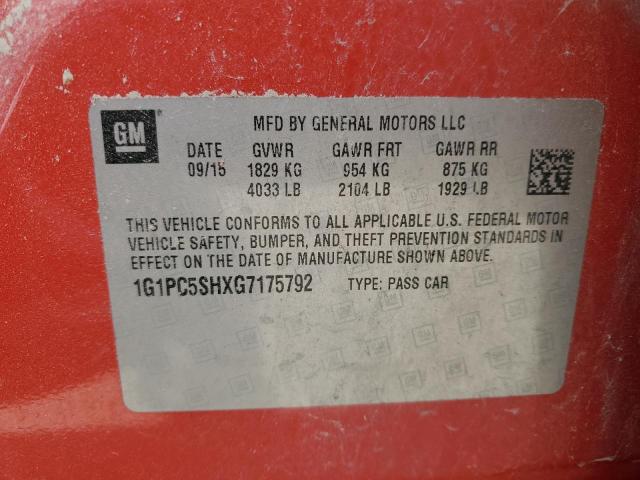 GM
MFD BY GENERAL MOTORS LLC
DATE GVWR GAWR FRT GAWR RR
09/15 1829 KG 954 KG 875 KG
4033 LB 2104 LB 1929 LB
THIS VEHICLE CONFORMS TO ALL APPLICABLE U.S. FEDERAL MOTOR
VEHICLE SAFETY, BUMPER, AND THEFT PREVENTION STANDARDS IN
EFFECT ON THE DATE OF MANUFACTURE SHOWN ABOVE.
1G1PC5SHXG7175792 TYPE: PASS CAR